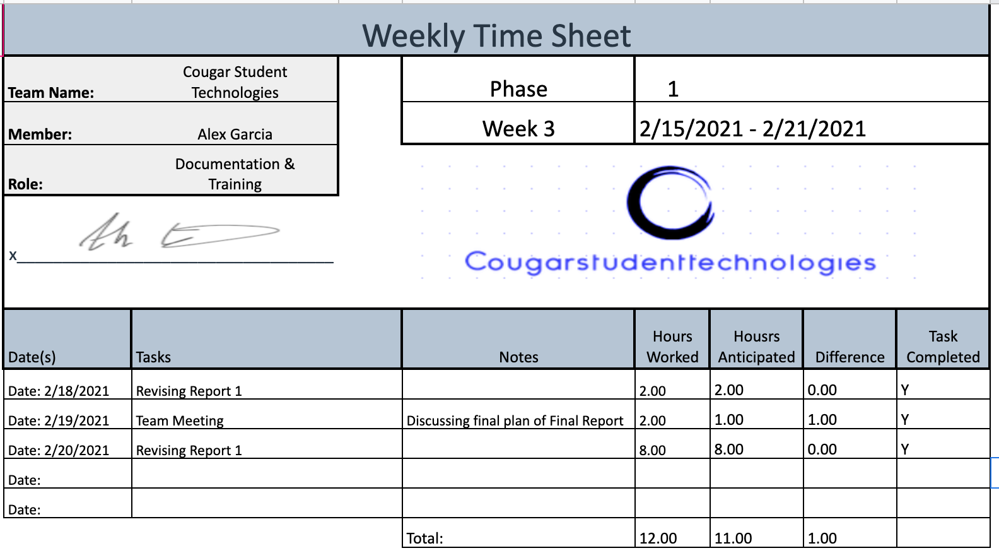 Weekly Time Sheet
Team Name: Cougar Student
Technologies
Phase 1
Member: Alex Garcia
Week 3 2/15/2021 - 2/21/2021
Role: Documentation &
Training
X
Cougarstudenttechnologies
Date(s) Tasks Notes Hours
Worked Housrs
Anticipated Difference Task
Completed
Date: 2/18/2021 Revising Report 1 2.00 2.00 0.00 Y
Date: 2/19/2021 Team Meeting Discussing final plan of Final Report 2.00 1.00 1.00 Y
Date: 2/20/2021 Revising Report 1 8.00 8.00 0.00 Y
Date:
Date:
Total: 12.00 11.00 1.00